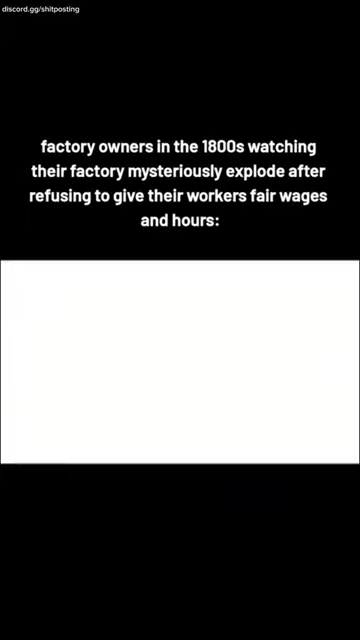 discord.gg/shitposting
factory owners in the 1800s watching
their factory mysteriously explode after
refusing to give their workers fair wages
and hours: